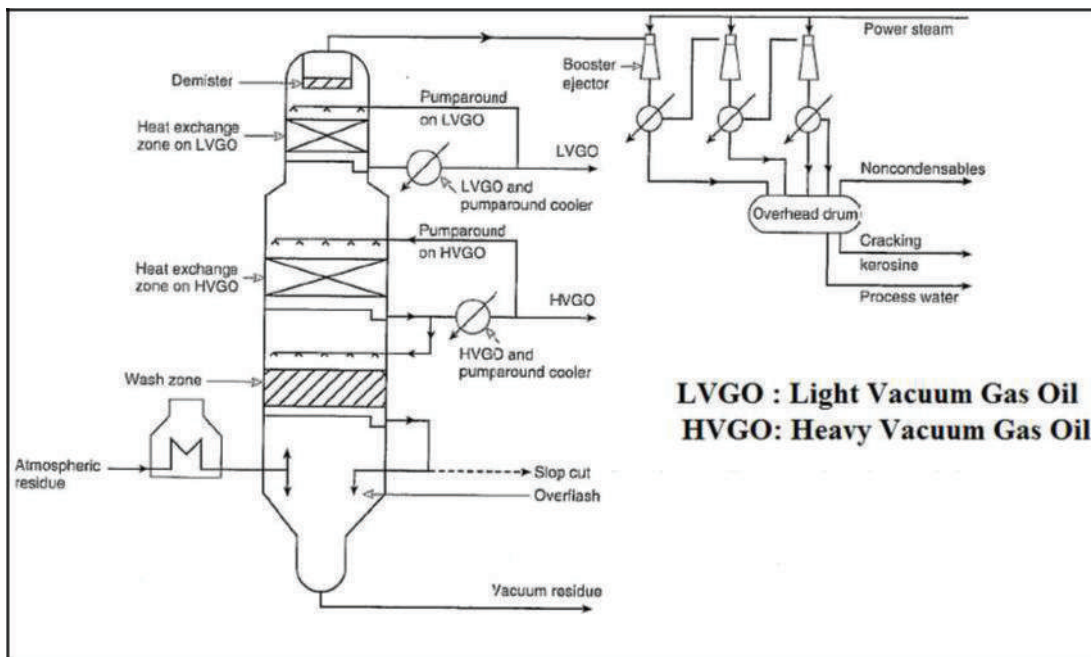 Power steam
Booster
ejector
Demister
Pumparound
on LVGO
Heat exchange
zone on LVGO
LVGO
LVGO and
pumparound cooler
Noncondensables
Overhead drum
Cracking
kerosine
Process water
Pumparound
on HVGO
Heat exchange
zone on HVGO
HVGO
HVGO and
pumparound cooler
Wash zone
LVGO : Light Vacuum Gas Oil
HVGO: Heavy Vacuum Gas Oil
Atmospheric
residue
Slop cut
Overflash
Vacuum residue